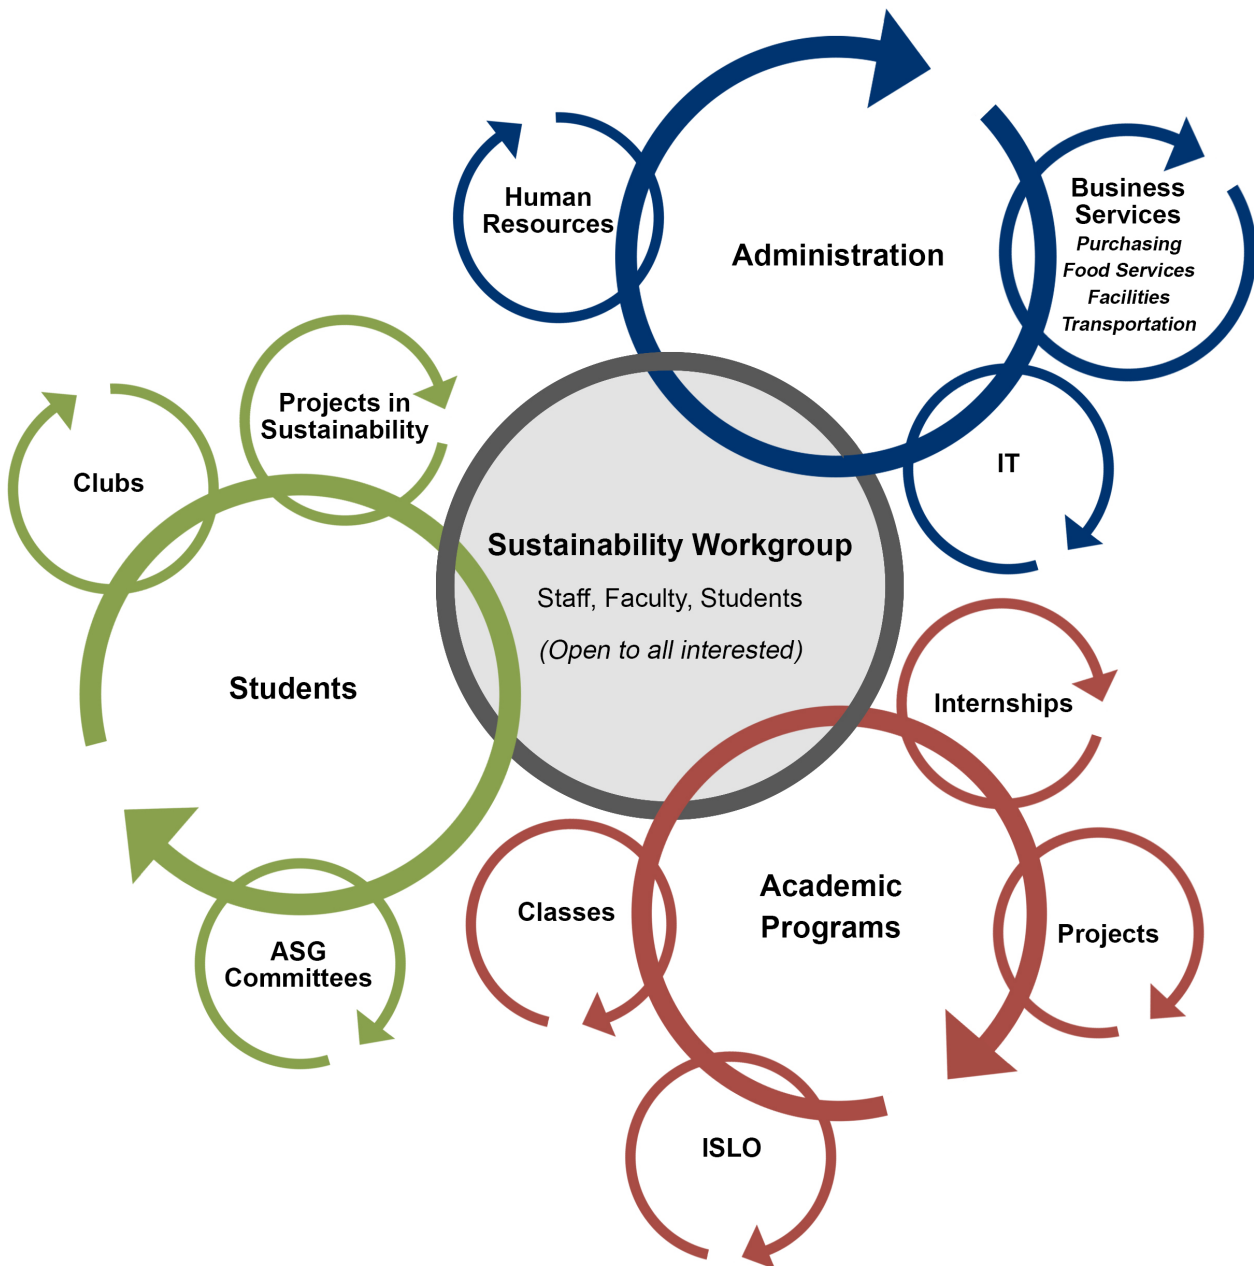 Human
Resources
Administration
Business
Services
Purchasing
Food Services
Facilities
Transportation
IT
Projects in
Sustainability
Clubs
Students
ASG
Committees
Sustainability Workgroup
Staff, Faculty, Students
(Open to all interested)
Internships
Academic
Programs
Classes
Projects
ISLO